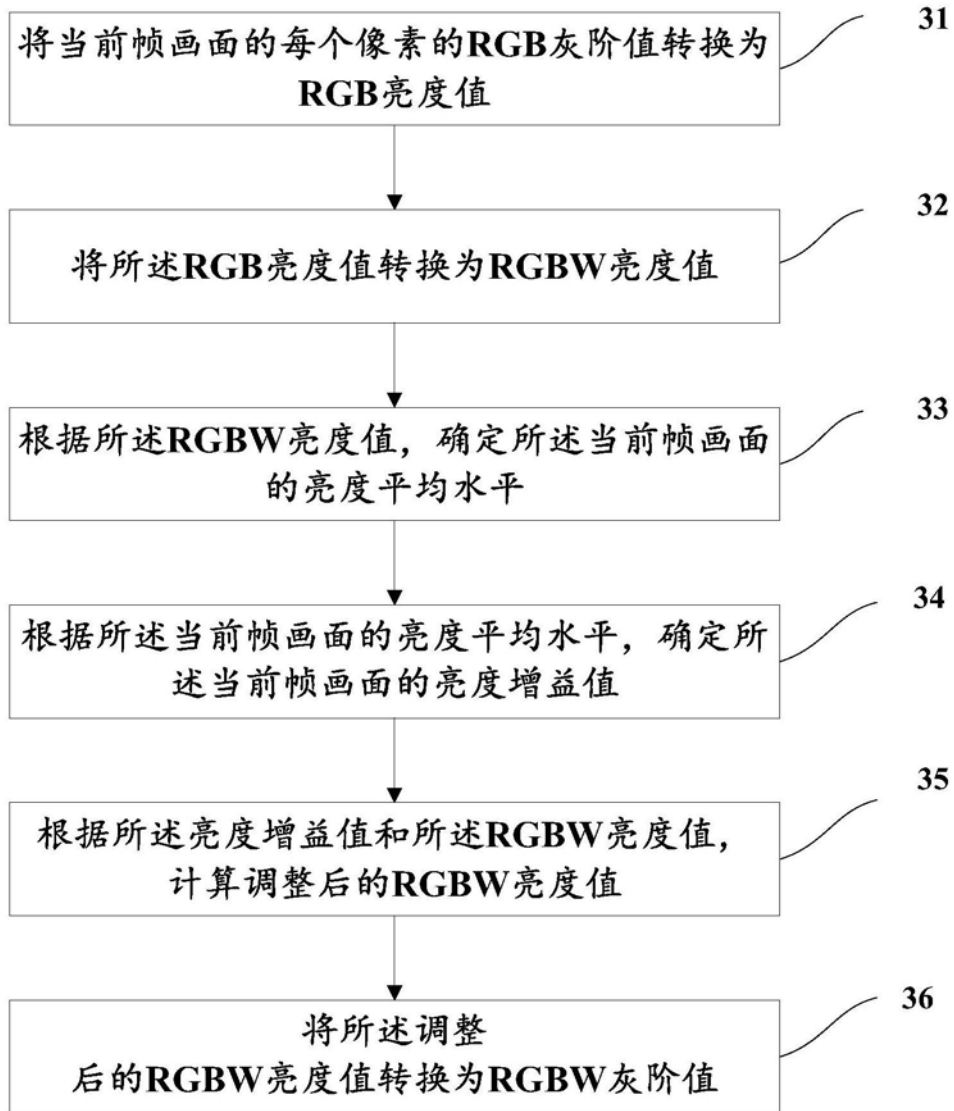 将当前帧画面的每个像素的RGB灰阶值转换为
RGB亮度值
31
将所述RGB亮度值转换为RGBW亮度值
32
根据所述RGBW亮度值，确定所述当前帧画面
的亮度平均水平
33
根据所述当前帧画面的亮度平均水平，确定所
述当前帧画面的亮度增益值
34
根据所述亮度增益值和所述RGBW亮度值，
计算调整后的RGBW亮度值
35
将所述调整
后的RGBW亮度值转换为RGBW灰阶值
36